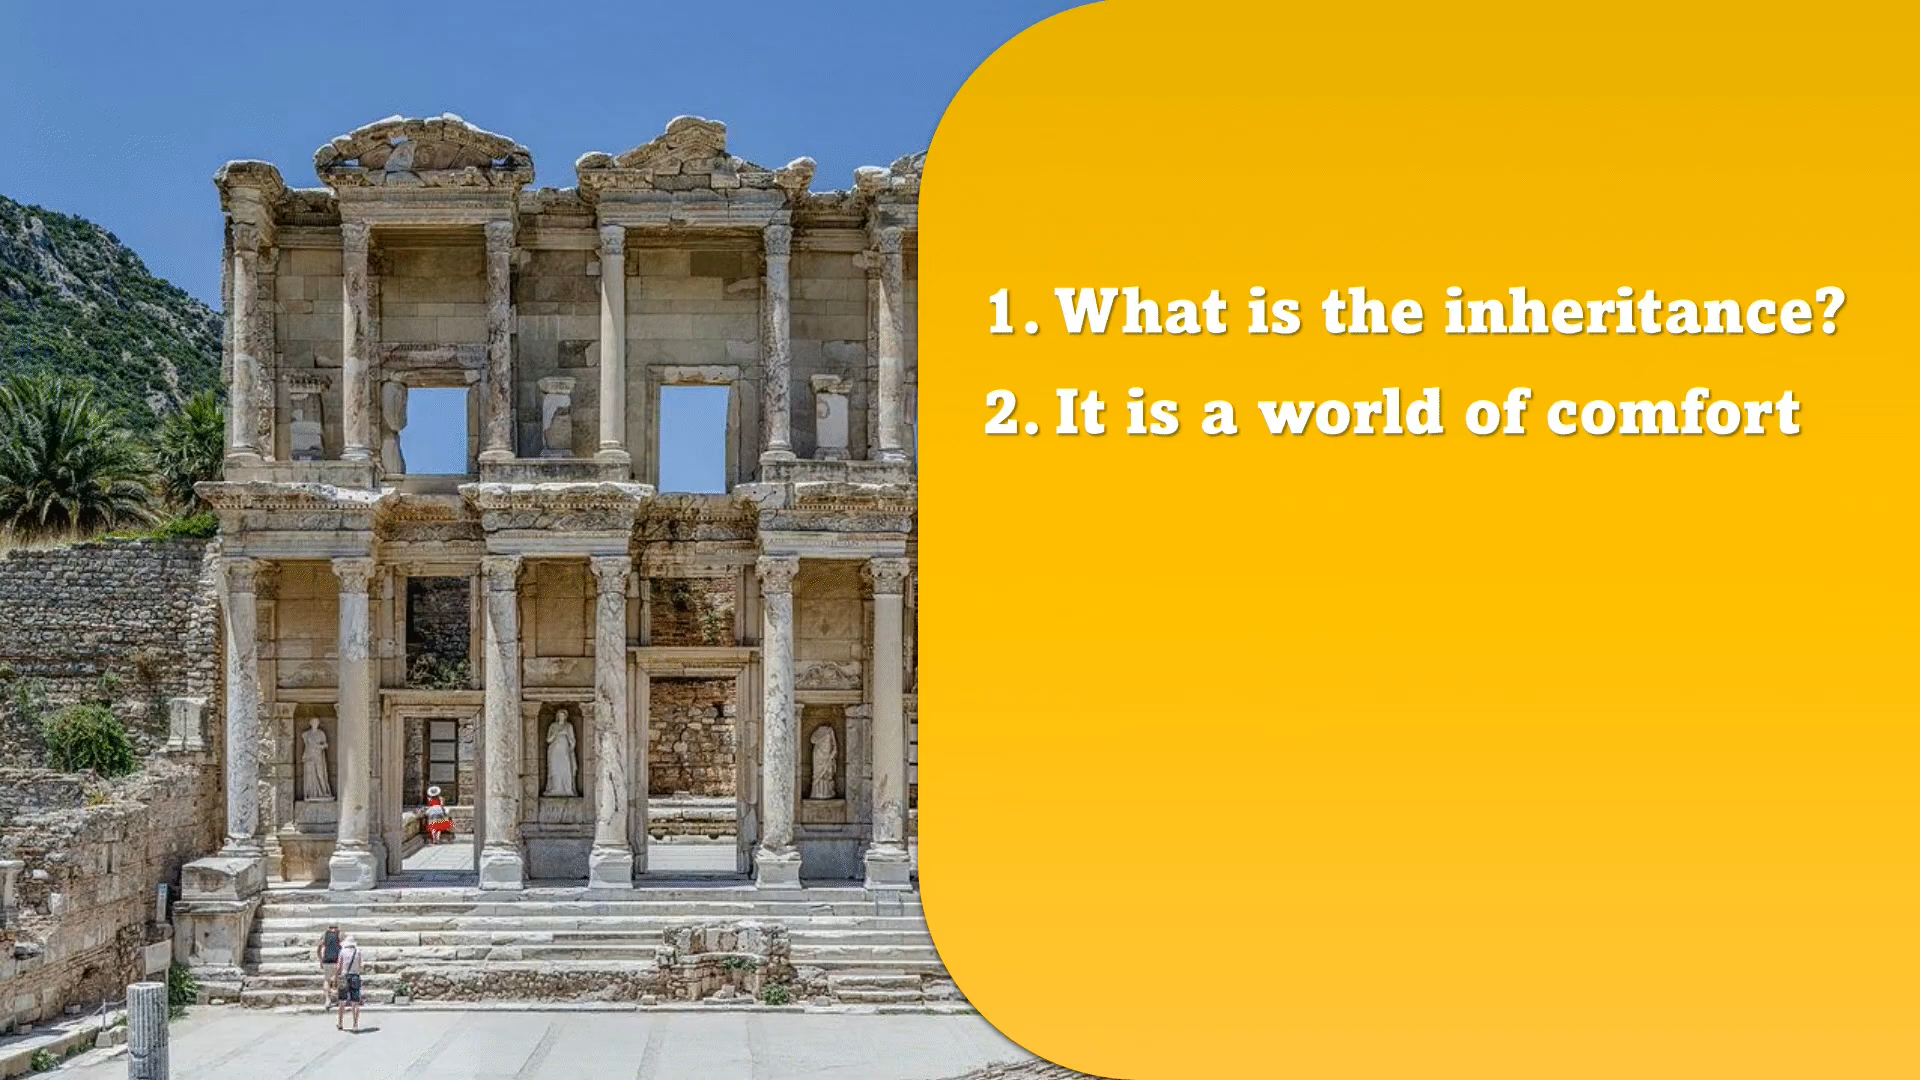 1. What is the inheritance?
2. It is a world of comfort